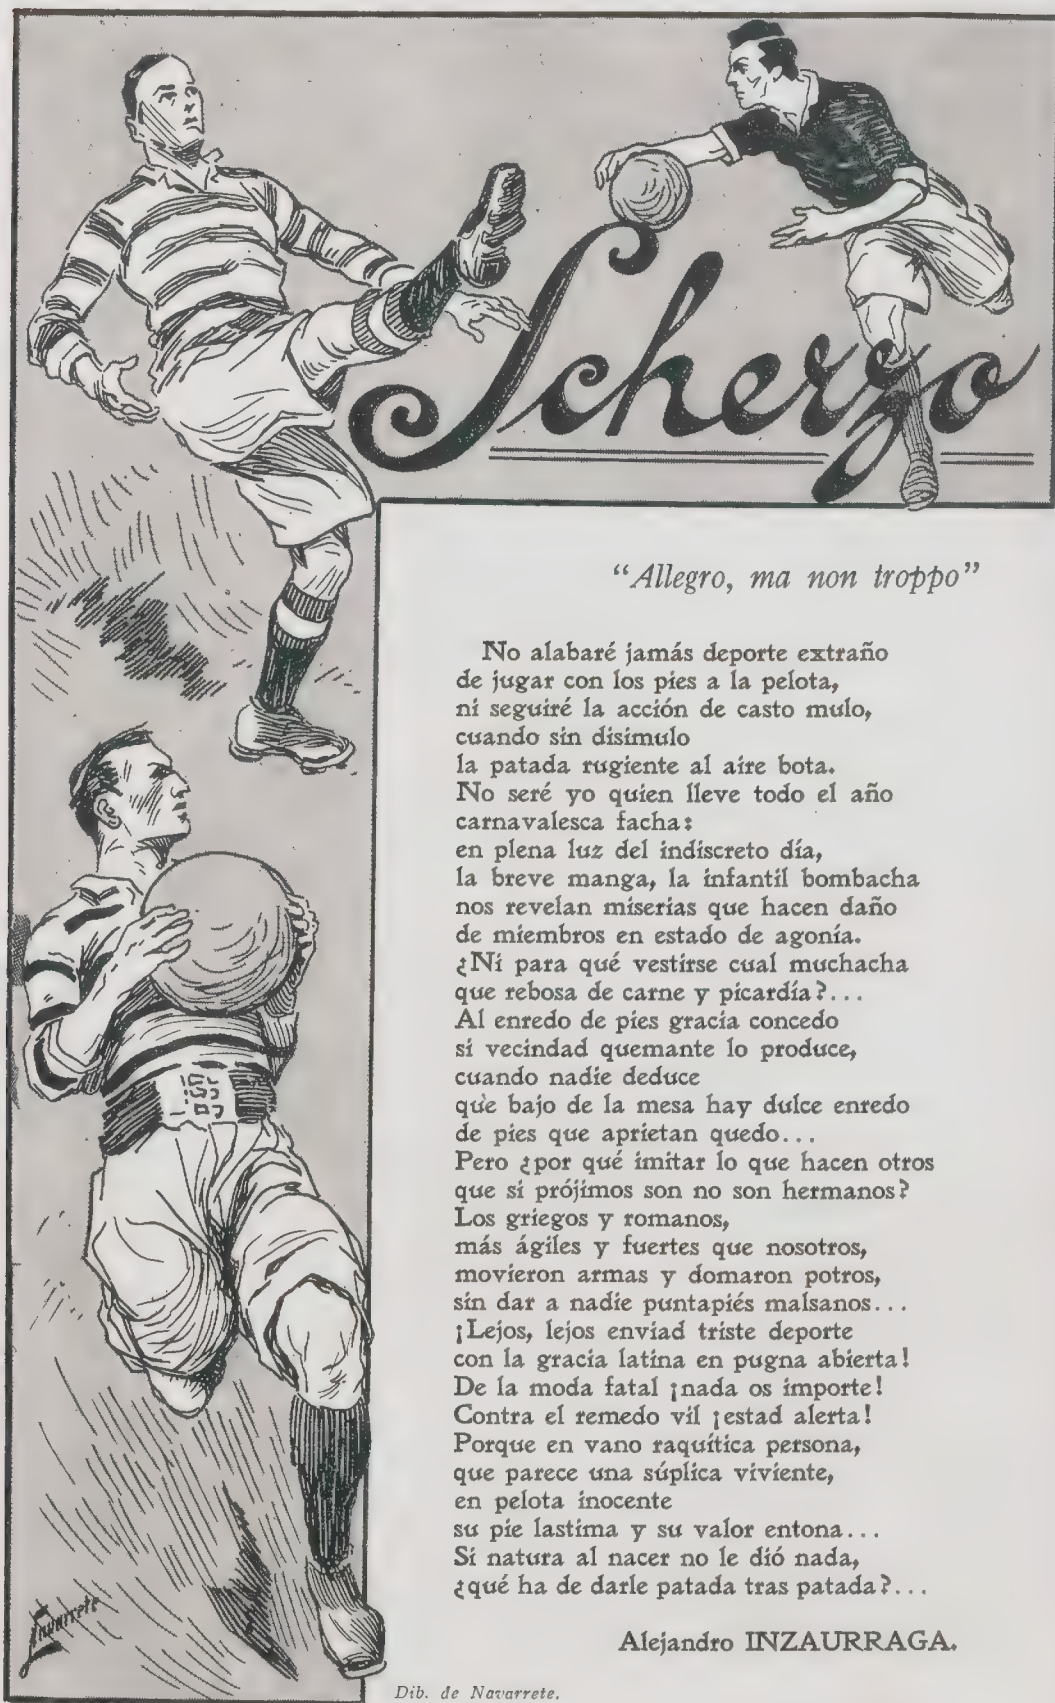 Scherzo
“Allegro, ma non troppo”
No alabaré jamás deporte extraño
de jugar con los pies a la pelota,
ni seguiré la acción de casto mulo,
cuando sin disimulo
la patada rugiente al aire bota.
No seré yo quien lleve todo el año
carnavalesca facha:
en plena luz del indiscreto día,
la breve manga, la infantil bombacha
nos revelan miserias que hacen daño
de miembros en estado de agonía.
¿Ni para qué vestirse cual muchacha
que rebosa de carne y picardía?...
Al enredo de pies gracia concedo
si vecindad quemante lo produce,
cuando nadie deduce
que bajo de la mesa hay dulce enredo
de pies que aprietan quedo...
Pero ¿por qué imitar lo que hacen otros
que si prójimos son no son hermanos?
Los griegos y romanos,
más ágiles y fuertes que nosotros,
movieron armas y domaron potros,
sin dar a nadie puntapiés malsanos...
¡Lejos, lejos enviad triste deporte
con la gracia latina en pugna abierta!
De la moda fatal ¡nada os importe!
Contra el remedo vil ¡estad alerta!
Porque en vano raquítica persona,
que parece una súplica viviente,
en pelota inocente
su pie lastima y su valor entona...
Si natura al nacer no le dió nada,
¿qué ha de darle patada tras patada?...
Alejandro INZAURRAGA.
Navarrete
Dib. de Navarrete.